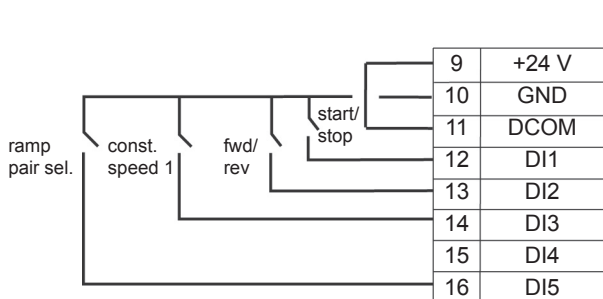 ramp
pair sel.
const.
speed 1
fwd/
rev
start/
stop
9 +24 V
10 GND
11 DCOM
12 DI1
13 DI2
14 DI3
15 DI4
16 DI5